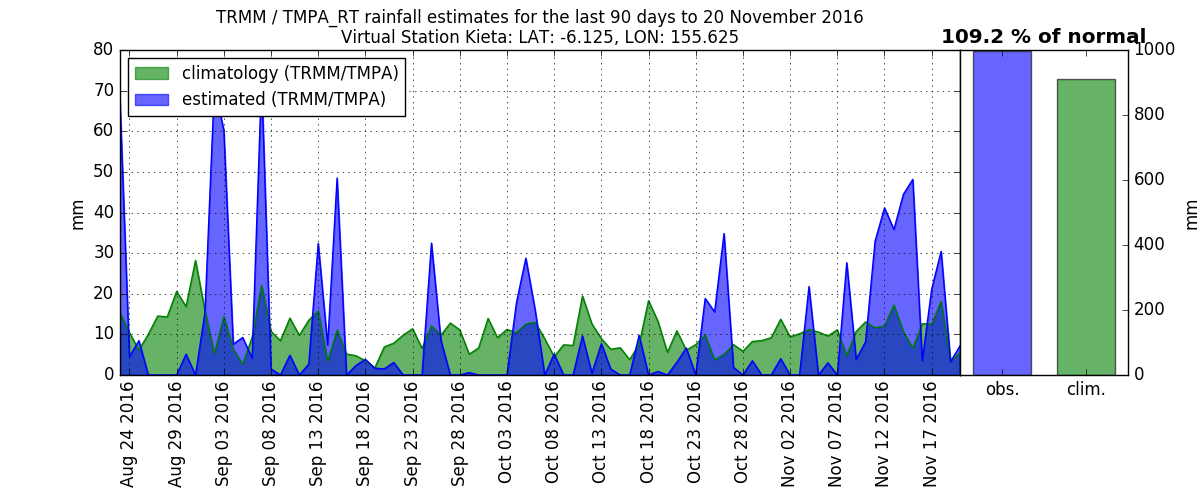 TRMM / TMPA_RT rainfall estimates for the last 90 days to 20 November 2016
Virtual Station Kieta: LAT: -6.125, LON: 155.625
109.2 % of normal
climatology (TRMM/TMPA)
estimated (TRMM/TMPA)
mm
80
70
60
50
40
30
20
10
0
Aug 24 2016
Aug 29 2016
Sep 03 2016
Sep 08 2016
Sep 13 2016
Sep 18 2016
Sep 23 2016
Sep 28 2016
Oct 03 2016
Oct 08 2016
Oct 13 2016
Oct 18 2016
Oct 23 2016
Oct 28 2016
Nov 02 2016
Nov 07 2016
Nov 12 2016
Nov 17 2016
obs.
clim.
1000
800
600
400
200
0
mm